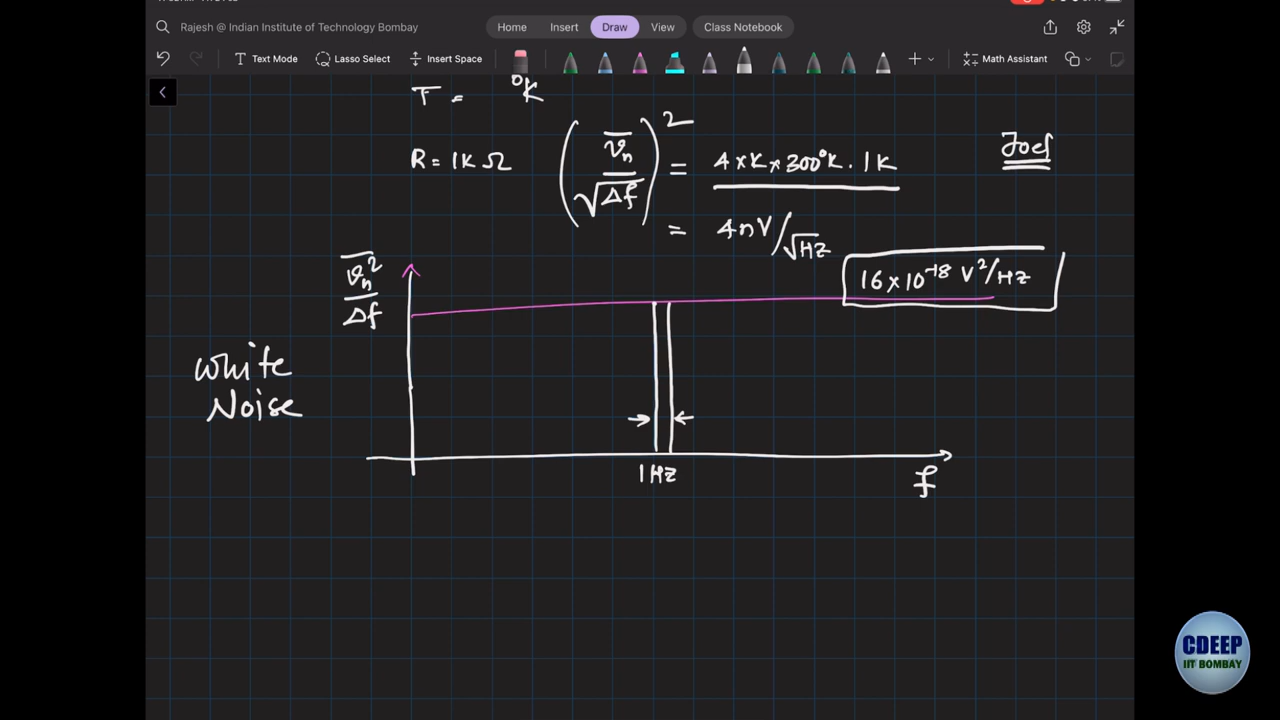 Rajesh @ Indian Institute of Technology Bombay
Home Insert Draw View Class Notebook
Text Mode Lasso Select Insert Space Math Assistant
T = °K
R = 1K Ω (v̄n/√Δf)² = 4×K×300°K . 1K
= 4nV/√Hz
16×10⁻¹⁸ V²/Hz
v̄n²/Δf
White
Noise
1Hz
f
CDEEP
IIT BOMBAY